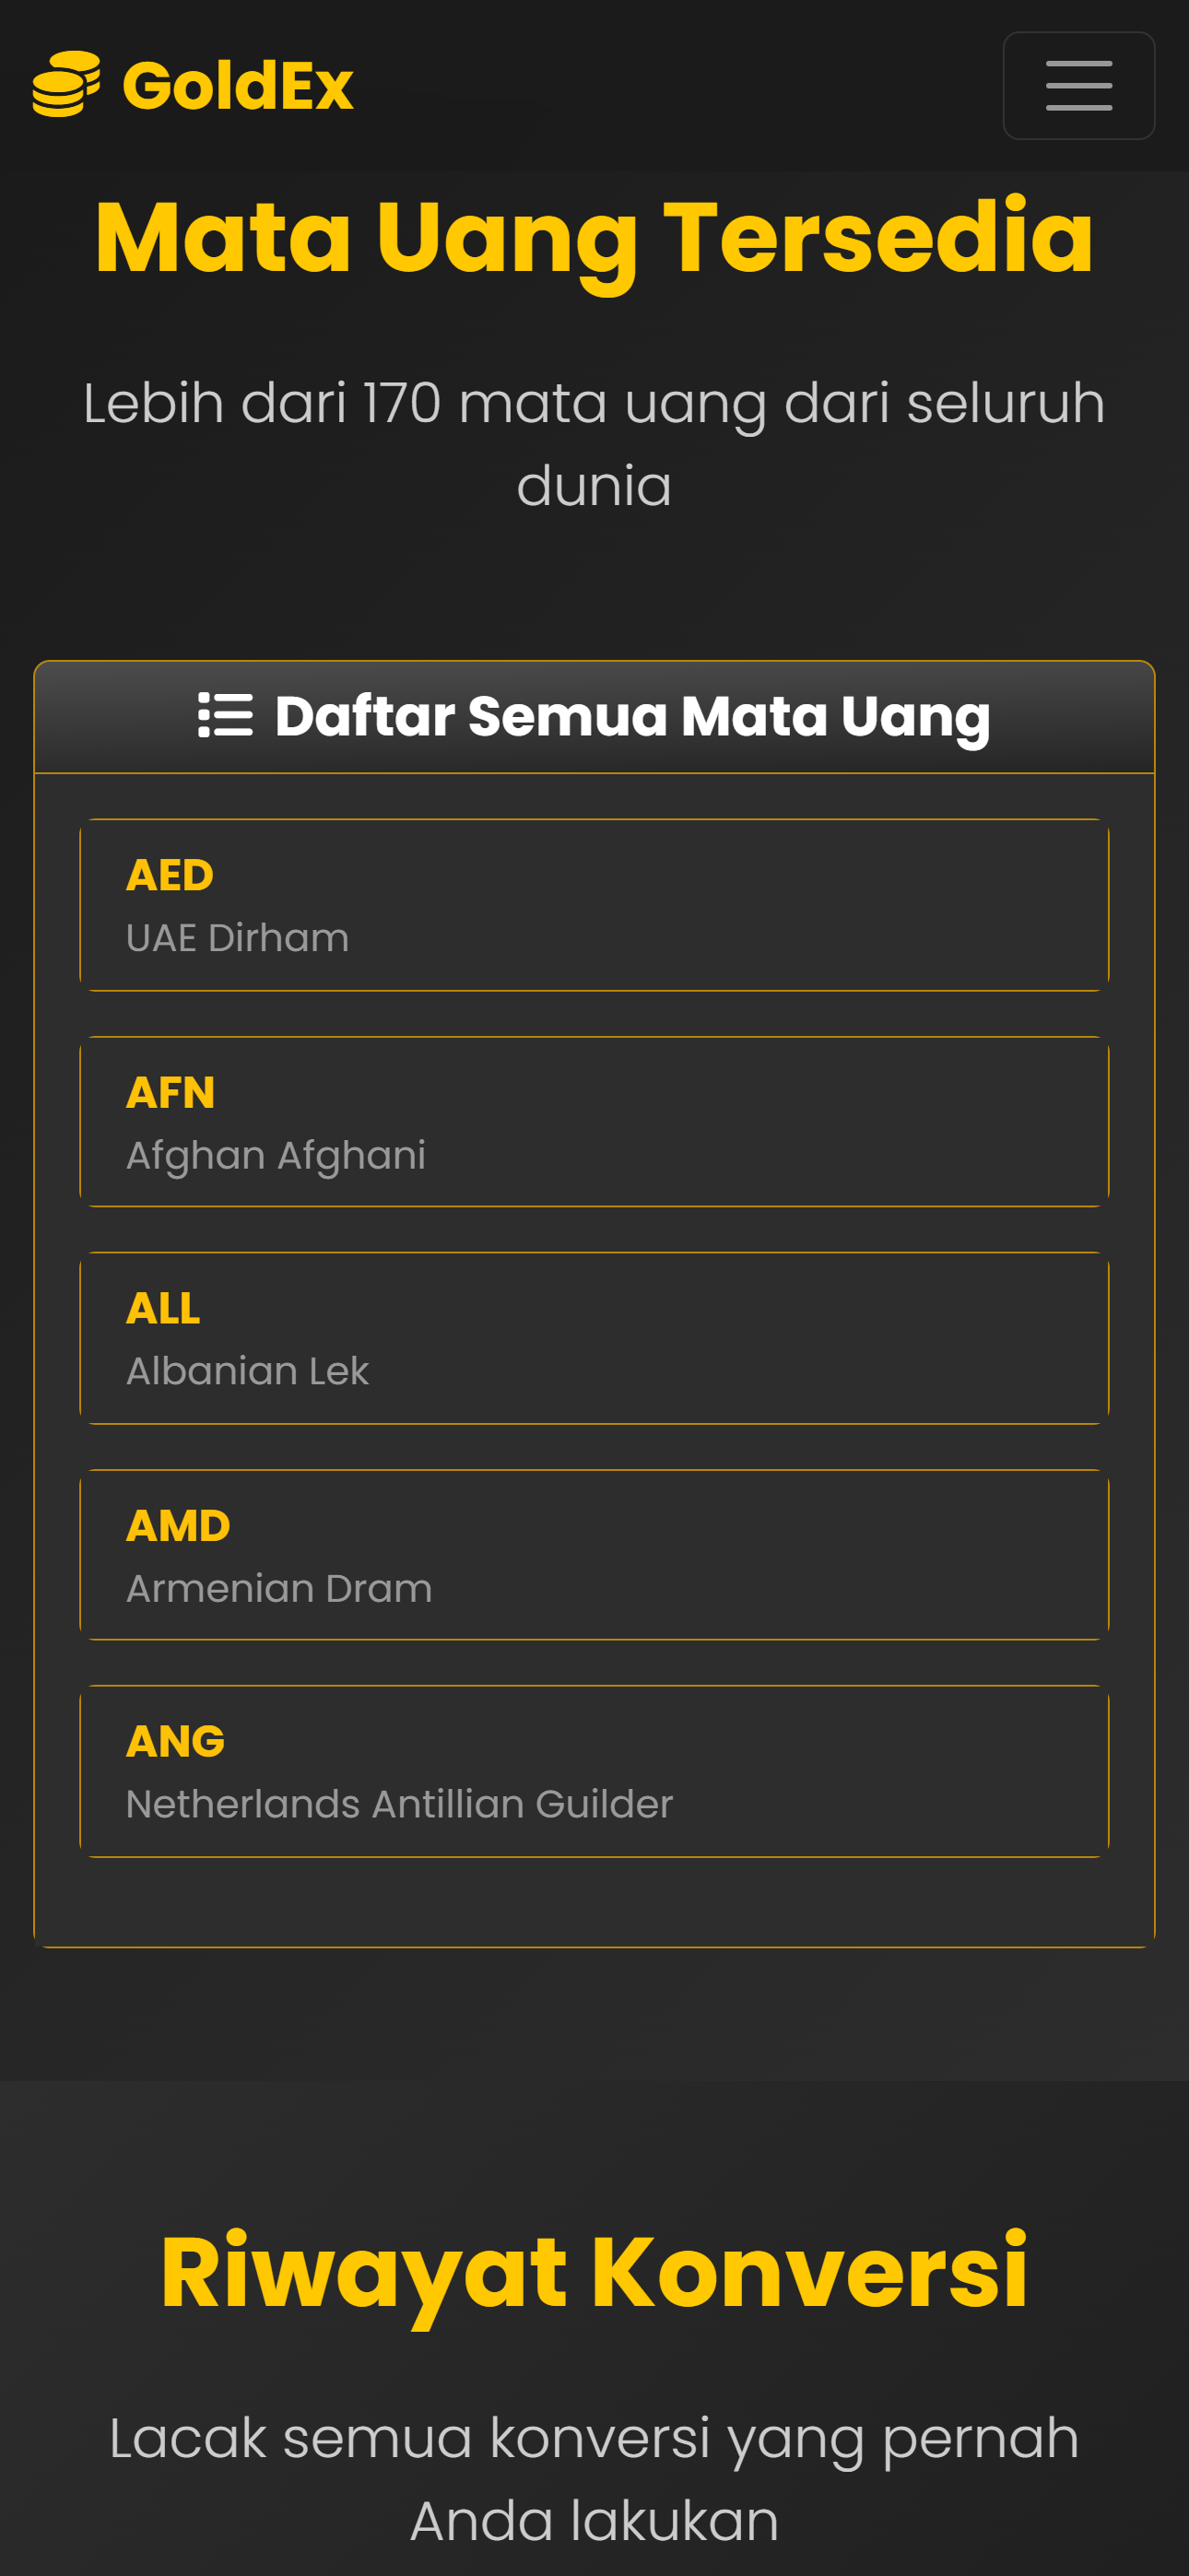 GoldEx
Mata Uang Tersedia
Lebih dari 170 mata uang dari seluruh
dunia
Daftar Semua Mata Uang
AED
UAE Dirham
AFN
Afghan Afghani
ALL
Albanian Lek
AMD
Armenian Dram
ANG
Netherlands Antillian Guilder
Riwayat Konversi
Lacak semua konversi yang pernah
Anda lakukan